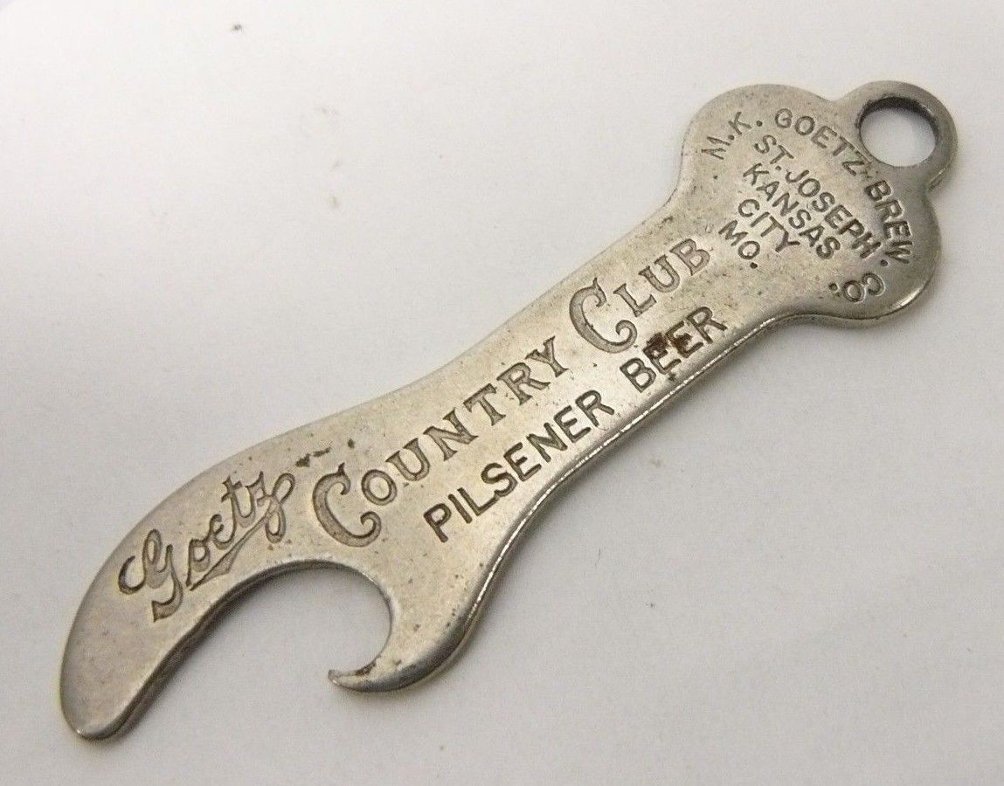 Goetz
COUNTRY CLUB
PILSENER BEER
M.K. GOETZ BREW. CO.
ST. JOSEPH.
KANSAS
CITY
MO.